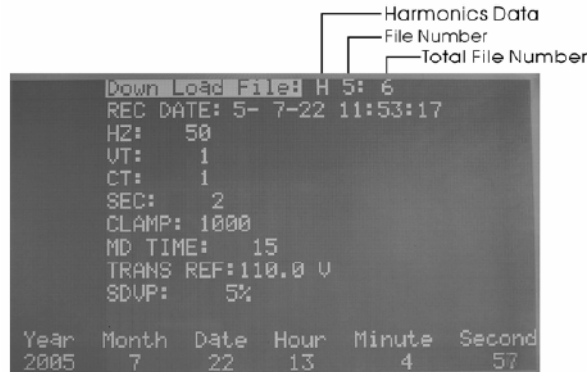 Harmonics Data
File Number
Total File Number
Down Load File: H 5: 6
REC DATE: 5- 7-22 11:53:17
HZ: 50
VT: 1
CT: 1
SEC: 2
CLAMP: 1000
MD TIME: 15
TRANS REF:110.0 V
SDVP: 5%
Year Month Date Hour Minute Second
2005 7 22 13 4 57